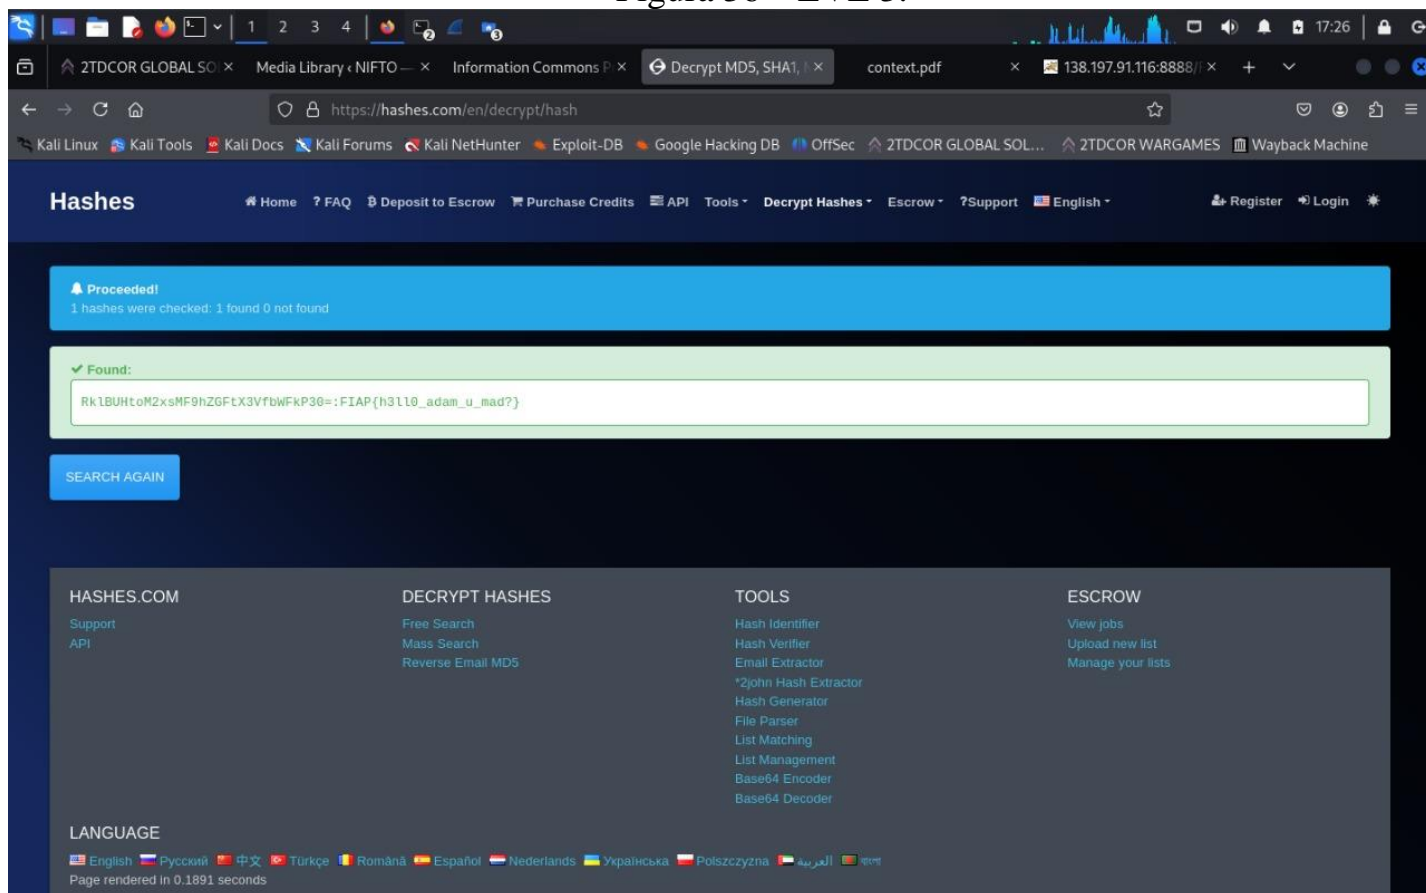 1 2 3 4 2 3 17:26
2TDCOR GLOBAL SO Media Library ‹ NIFTO — Information Commons P Decrypt MD5, SHA1, context.pdf 138.197.91.116:8888/
https://hashes.com/en/decrypt/hash
Kali Linux Kali Tools Kali Docs Kali Forums Kali NetHunter Exploit-DB Google Hacking DB OffSec 2TDCOR GLOBAL SOL... 2TDCOR WARGAMES Wayback Machine
Hashes Home ? FAQ Deposit to Escrow Purchase Credits API Tools Decrypt Hashes Escrow ?Support English Register Login
Proceeded!
1 hashes were checked: 1 found 0 not found
Found:
RklBUHtoM2xsMF9hZGFtX3VfbWFkP30=:FIAP{h3ll0_adam_u_mad?}
SEARCH AGAIN
HASHES.COM
Support
API
DECRYPT HASHES
Free Search
Mass Search
Reverse Email MD5
TOOLS
Hash Identifier
Hash Verifier
Email Extractor
*2john Hash Extractor
Hash Generator
File Parser
List Matching
List Management
Base64 Encoder
Base64 Decoder
ESCROW
View jobs
Upload new list
Manage your lists
LANGUAGE
English Русский 中文 Türkçe Română Español Nederlands Українська Polszczyzna العربية বাংলা
Page rendered in 0.1891 seconds